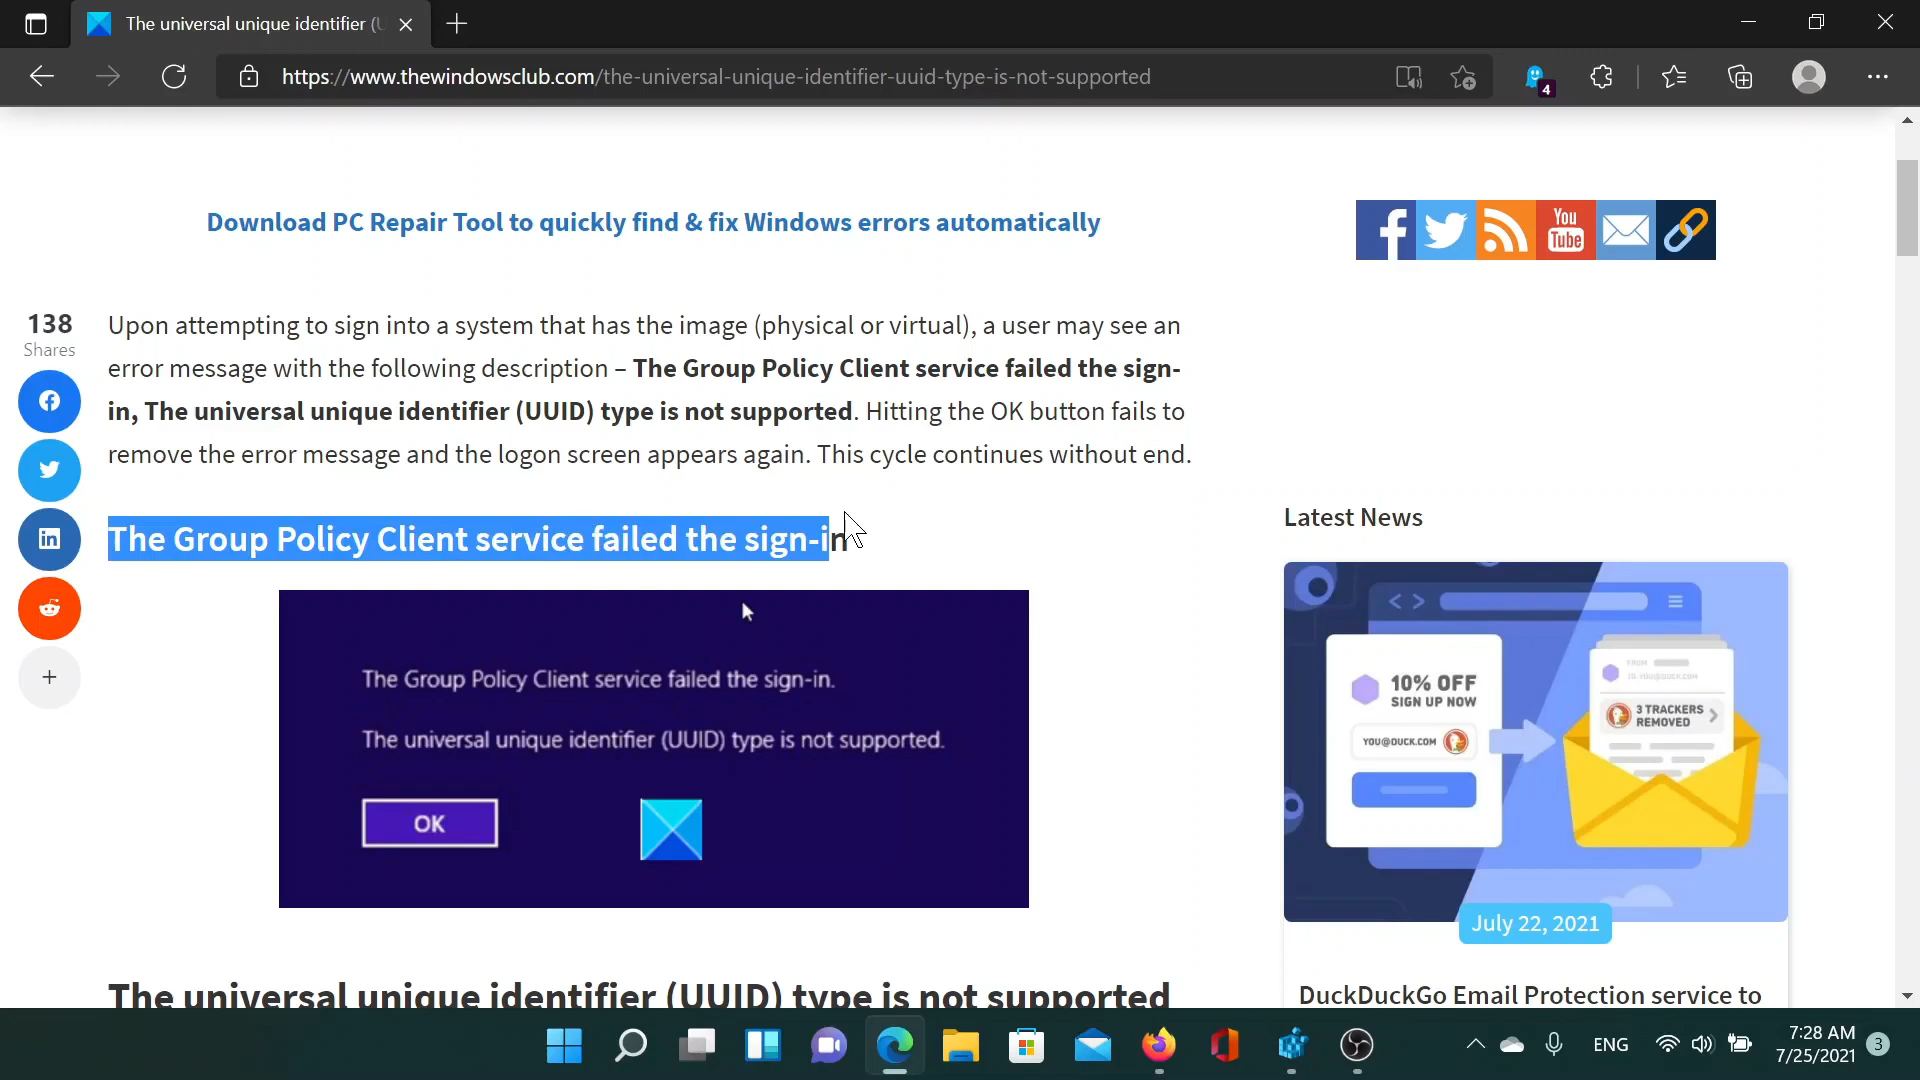 The universal unique identifier (U
https://www.thewindowsclub.com/the-universal-unique-identifier-uuid-type-is-not-supported
4
Download PC Repair Tool to quickly find & fix Windows errors automatically
You
Tube
138
Shares
Upon attempting to sign into a system that has the image (physical or virtual), a user may see an
error message with the following description – The Group Policy Client service failed the sign-
in, The universal unique identifier (UUID) type is not supported. Hitting the OK button fails to
remove the error message and the logon screen appears again. This cycle continues without end.
The Group Policy Client service failed the sign-in
The Group Policy Client service failed the sign-in.
The universal unique identifier (UUID) type is not supported.
OK
Latest News
10% OFF
SIGN UP NOW
YOU@DUCK.COM
FROM
TO: YOU@DUCK.COM
3 TRACKERS
REMOVED
July 22, 2021
DuckDuckGo Email Protection service to
The universal unique identifier (UUID) type is not supported
ENG
7:28 AM
7/25/2021
3